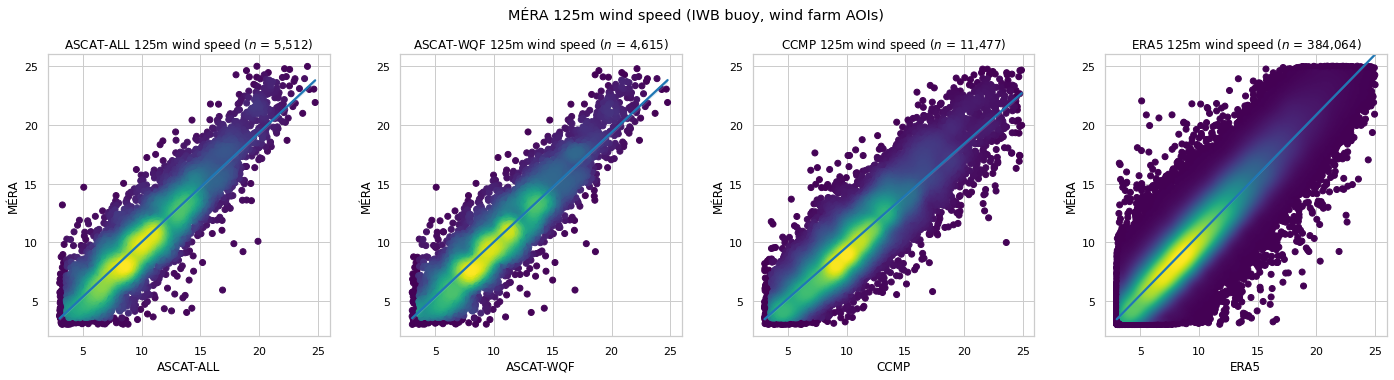 MÉRA 125m wind speed (IWB buoy, wind farm AOIs)
ASCAT-ALL 125m wind speed (n = 5,512)
25
20
15
10
5
MÉRA
5 10 15 20 25
ASCAT-ALL
ASCAT-WQF 125m wind speed (n = 4,615)
25
20
15
10
5
MÉRA
5 10 15 20 25
ASCAT-WQF
CCMP 125m wind speed (n = 11,477)
25
20
15
10
5
MÉRA
5 10 15 20 25
CCMP
ERA5 125m wind speed (n = 384,064)
25
20
15
10
5
MÉRA
5 10 15 20 25
ERA5